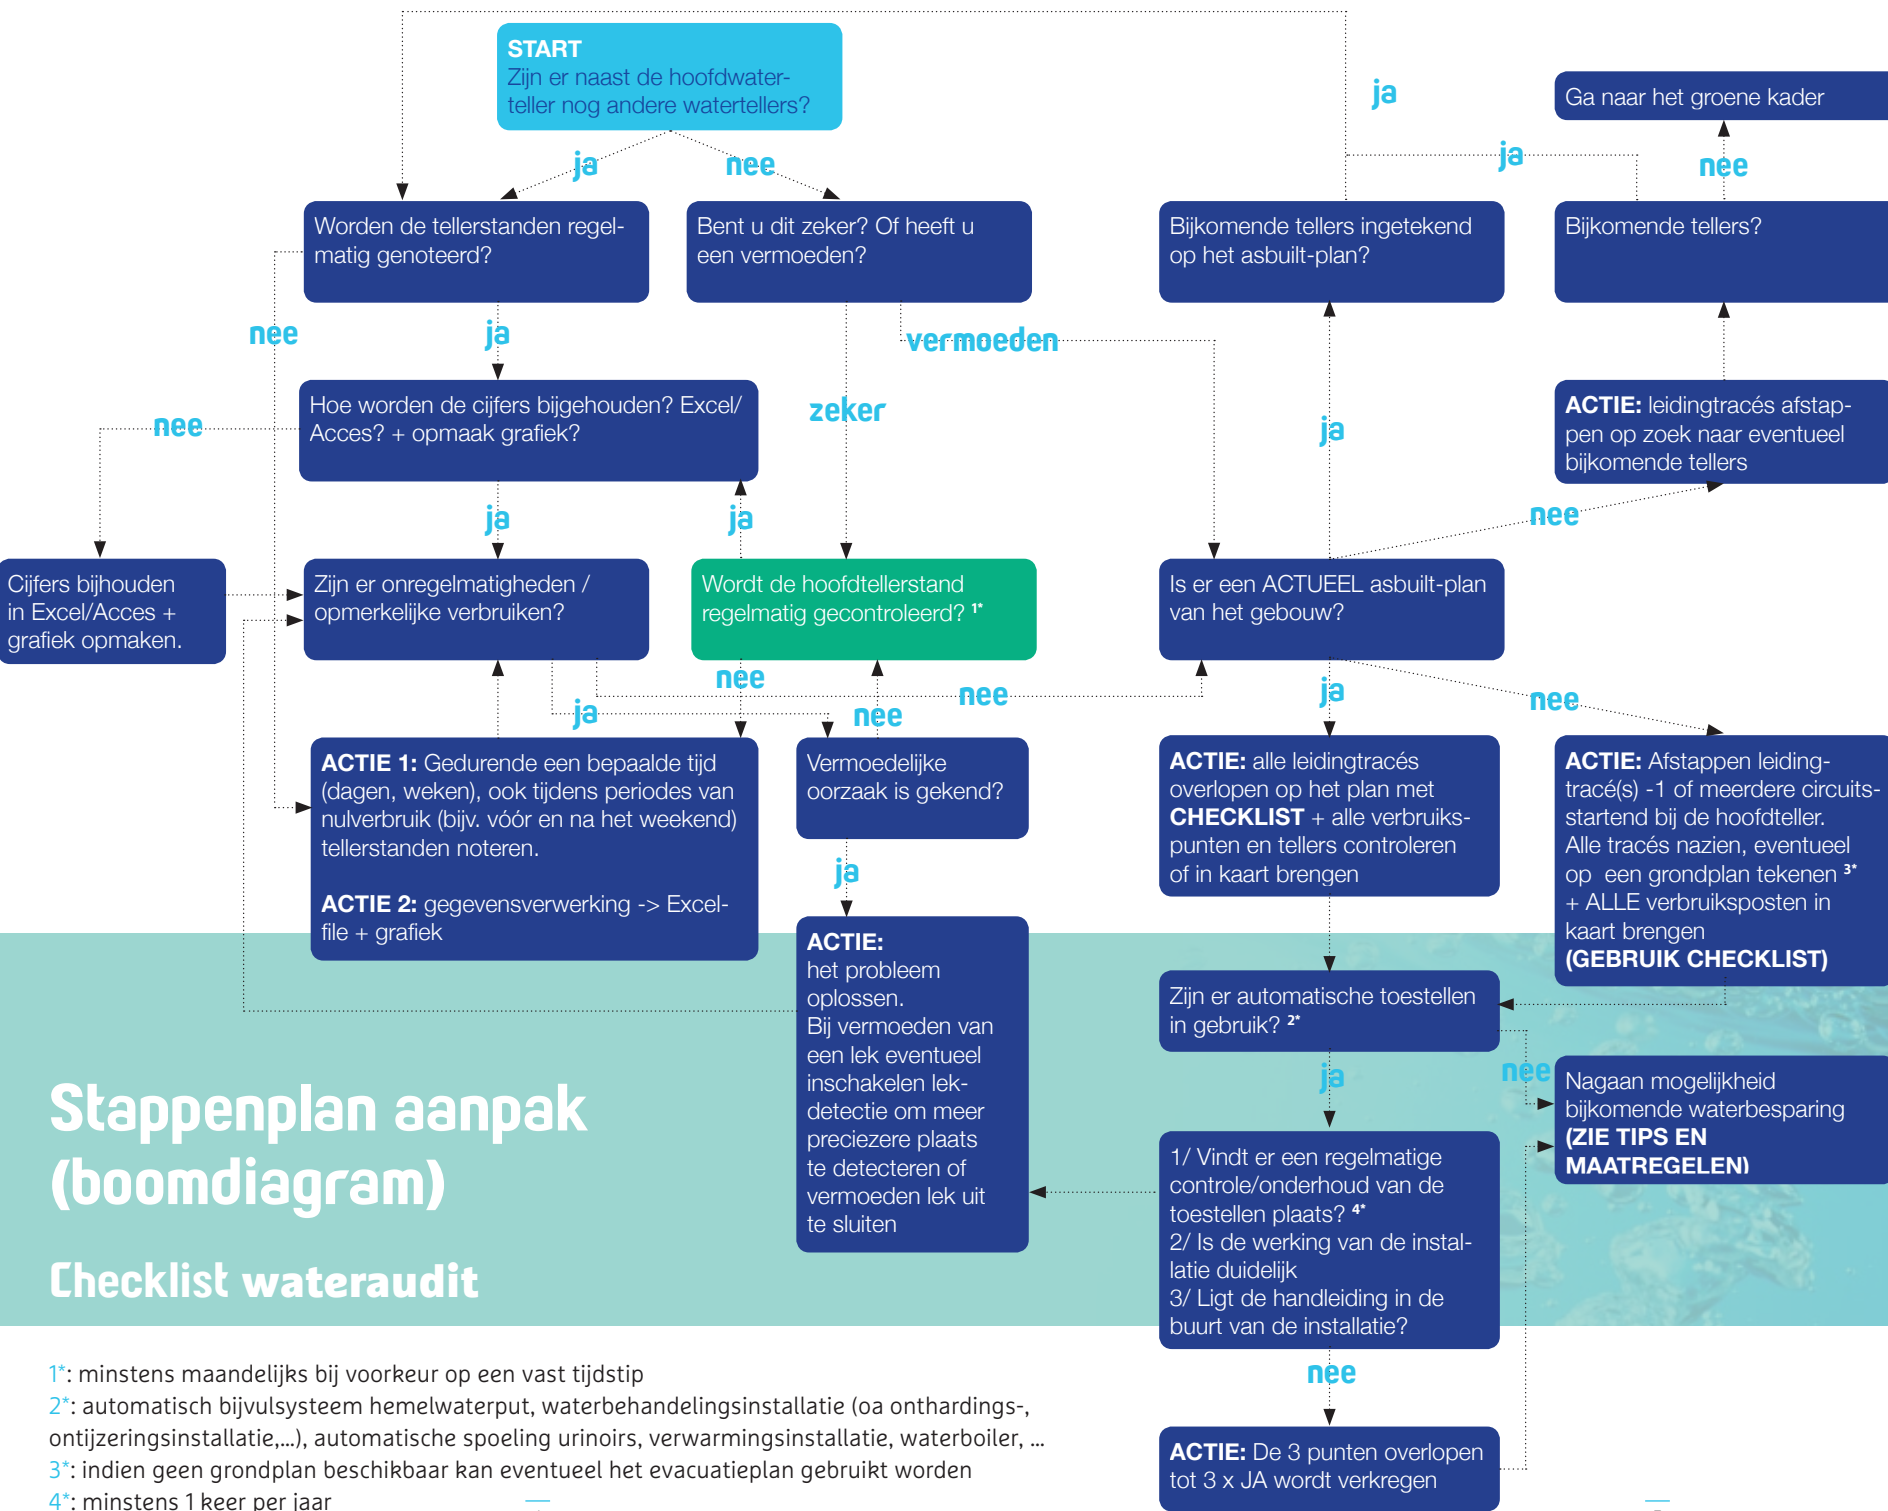 START
Zijn er naast de hoofdwater-
teller nog andere watertellers?
ja
nee
ja
Ga naar het groene kader
ja
nee
Worden de tellerstanden regel-
matig genoteerd?
Bent u dit zeker? Of heeft u
een vermoeden?
Bijkomende tellers ingetekend
op het asbuilt-plan?
Bijkomende tellers?
nee
ja
vermoeden
zeker
ja
nee
Hoe worden de cijfers bijgehouden? Excel/
Acces? + opmaak grafiek?
ACTIE: leidingtracés afstap-
pen op zoek naar eventueel
bijkomende tellers
ja
ja
nee
Cijfers bijhouden
in Excel/Acces +
grafiek opmaken.
Zijn er onregelmatigheden /
opmerkelijke verbruiken?
Wordt de hoofdtellerstand
regelmatig gecontroleerd? 1*
Is er een ACTUEEL asbuilt-plan
van het gebouw?
ja
nee
nee
nee
ja
nee
ACTIE 1: Gedurende een bepaalde tijd
(dagen, weken), ook tijdens periodes van
nulverbruik (bijv. vóór en na het weekend)
tellerstanden noteren.
ACTIE 2: gegevensverwerking -> Excel-
file + grafiek
Vermoedelijke
oorzaak is gekend?
ja
ACTIE: alle leidingtracés
overlopen op het plan met
CHECKLIST + alle verbruiks-
punten en tellers controleren
of in kaart brengen
ACTIE: Afstappen leiding-
tracé(s) -1 of meerdere circuits-
startend bij de hoofdteller.
Alle tracés nazien, eventueel
op een grondplan tekenen 3*
+ ALLE verbruiksposten in
kaart brengen
(GEBRUIK CHECKLIST)
ACTIE:
het probleem
oplossen.
Bij vermoeden van
een lek eventueel
inschakelen lek-
detectie om meer
preciezere plaats
te detecteren of
vermoeden lek uit
te sluiten
Zijn er automatische toestellen
in gebruik? 2*
ja
nee
Nagaan mogelijkheid
bijkomende waterbesparing
(ZIE TIPS EN
MAATREGELEN)
1/ Vindt er een regelmatige
controle/onderhoud van de
toestellen plaats? 4*
2/ Is de werking van de instal-
latie duidelijk
3/ Ligt de handleiding in de
buurt van de installatie?
nee
ACTIE: De 3 punten overlopen
tot 3 x JA wordt verkregen
Stappenplan aanpak
(boomdiagram)
Checklist wateraudit
1*: minstens maandelijks bij voorkeur op een vast tijdstip
2*: automatisch bijvulsysteem hemelwaterput, waterbehandelingsinstallatie (oa onthardings-,
ontijzeringsinstallatie,...), automatische spoeling urinoirs, verwarmingsinstallatie, waterboiler, ...
3*: indien geen grondplan beschikbaar kan eventueel het evacuatieplan gebruikt worden
4*: minstens 1 keer per jaar